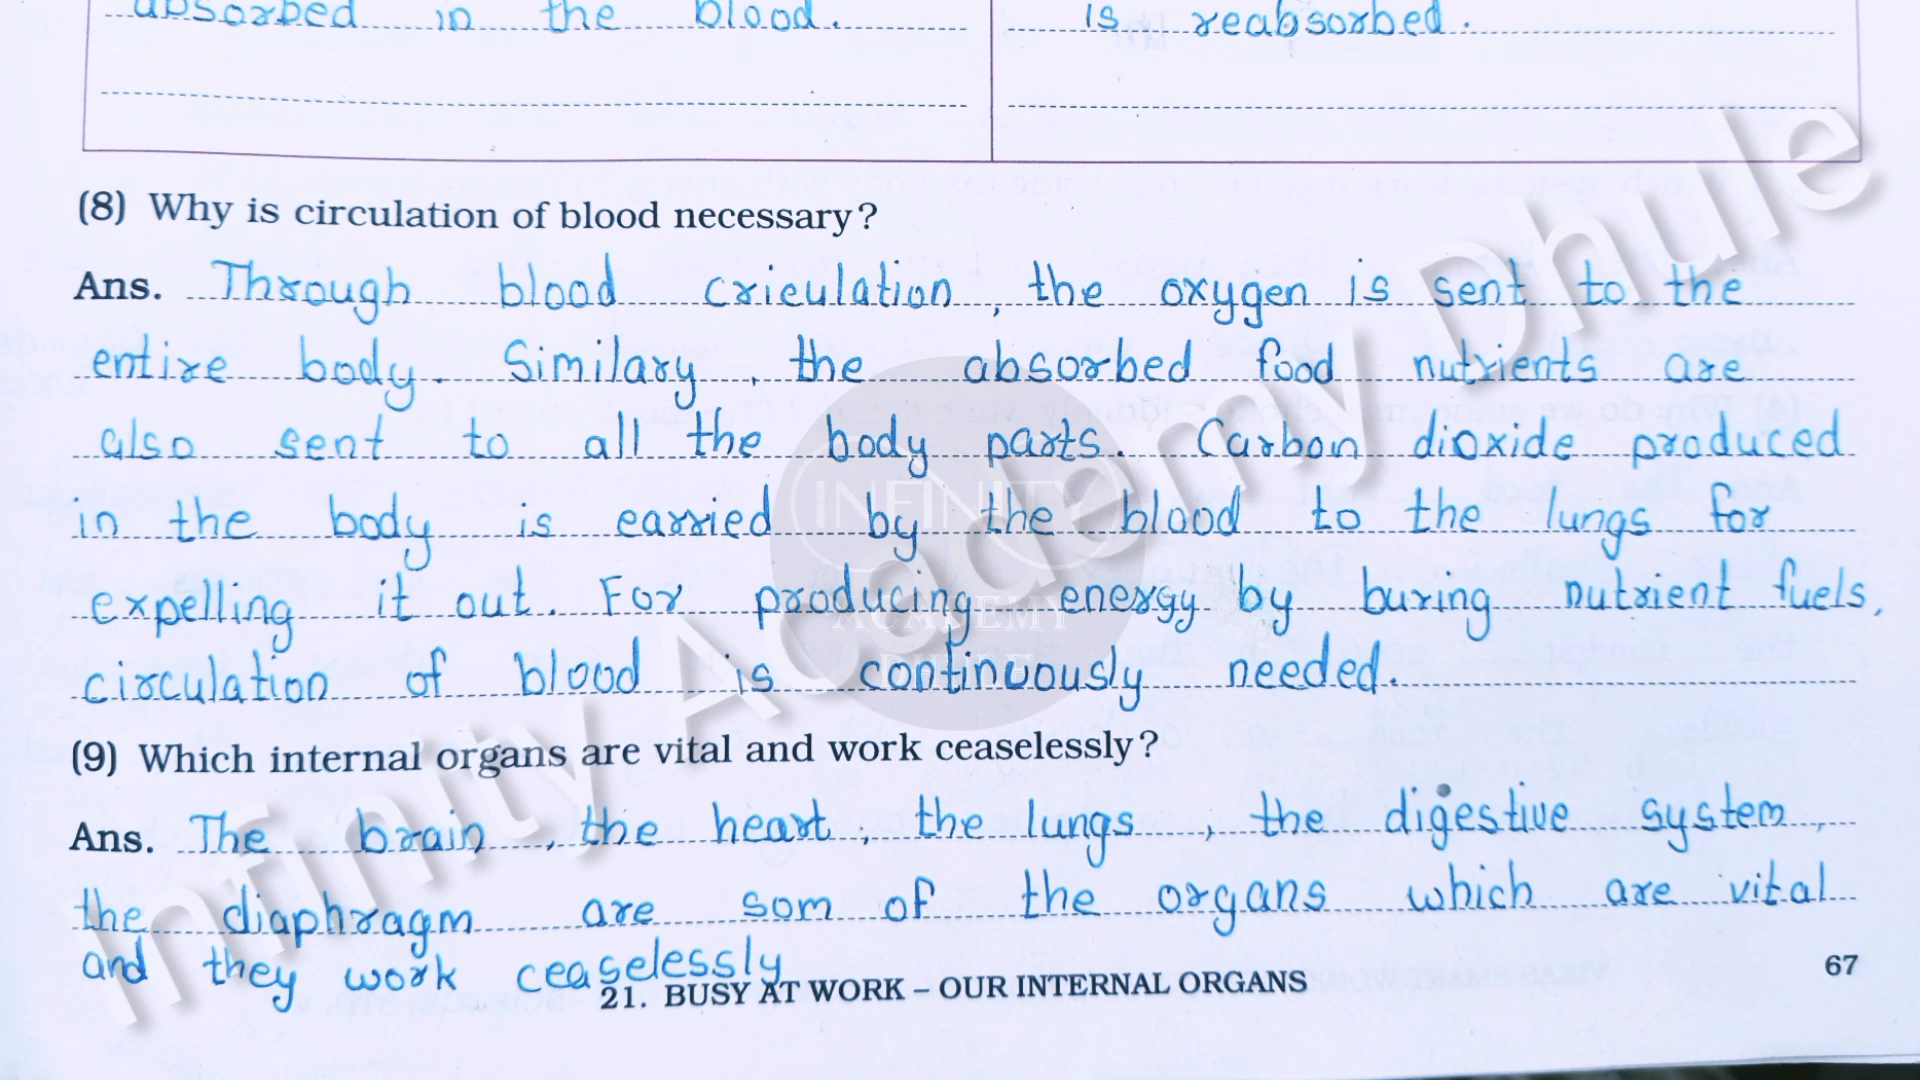 absorbed in the blood.
is reabsorbed.
(8) Why is circulation of blood necessary?
Ans. Through blood crieulation, the oxygen is sent to the
entire body. Similary, the absorbed food nutrients are
also sent to all the body parts. Carbon dioxide produced
in the body is earried by the blood to the lungs for
expelling it out. For producing energy by buring nutrient fuels,
circulation of blood is continuously needed.
(9) Which internal organs are vital and work ceaselessly?
Ans. The brain, the heart, the lungs, the digestive system,
the diaphragm are som of the organs which are vital
and they work ceaselessly
21. BUSY AT WORK – OUR INTERNAL ORGANS
67
Infinity Academy Dhule
INFINITY
ACADEMY